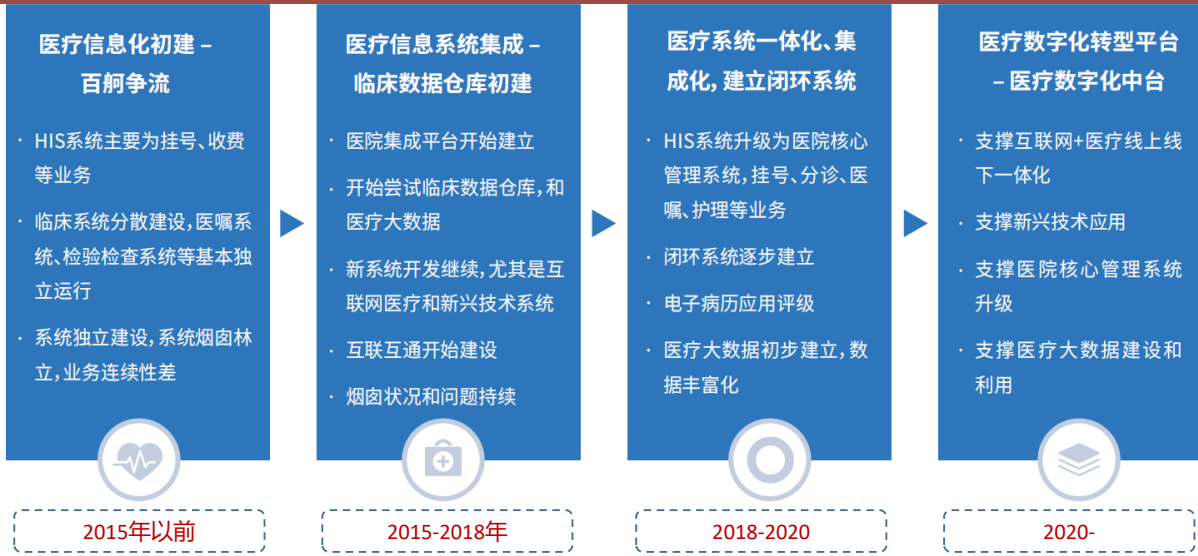 医疗信息化初建 –
百舸争流
· HIS系统主要为挂号、收费
等业务
· 临床系统分散建设，医嘱系
统、检验检查系统等基本独
立运行
· 系统独立建设，系统烟囱林
立，业务连续性差
2015年以前
医疗信息系统集成 –
临床数据仓库初建
· 医院集成平台开始建立
· 开始尝试临床数据仓库，和
医疗大数据
· 新系统开发继续，尤其是互
联网医疗和新兴技术系统
· 互联互通开始建设
· 烟囱状况和问题持续
2015-2018年
医疗系统一体化、集
成化，建立闭环系统
· HIS系统升级为医院核心
管理系统，挂号、分诊、医
嘱、护理等业务
· 闭环系统逐步建立
· 电子病历应用评级
· 医疗大数据初步建立，数
据丰富化
2018-2020
医疗数字化转型平台
– 医疗数字化中台
· 支撑互联网+医疗线上线
下一体化
· 支撑新兴技术应用
· 支撑医院核心管理系统
升级
· 支撑医疗大数据建设和
利用
2020-